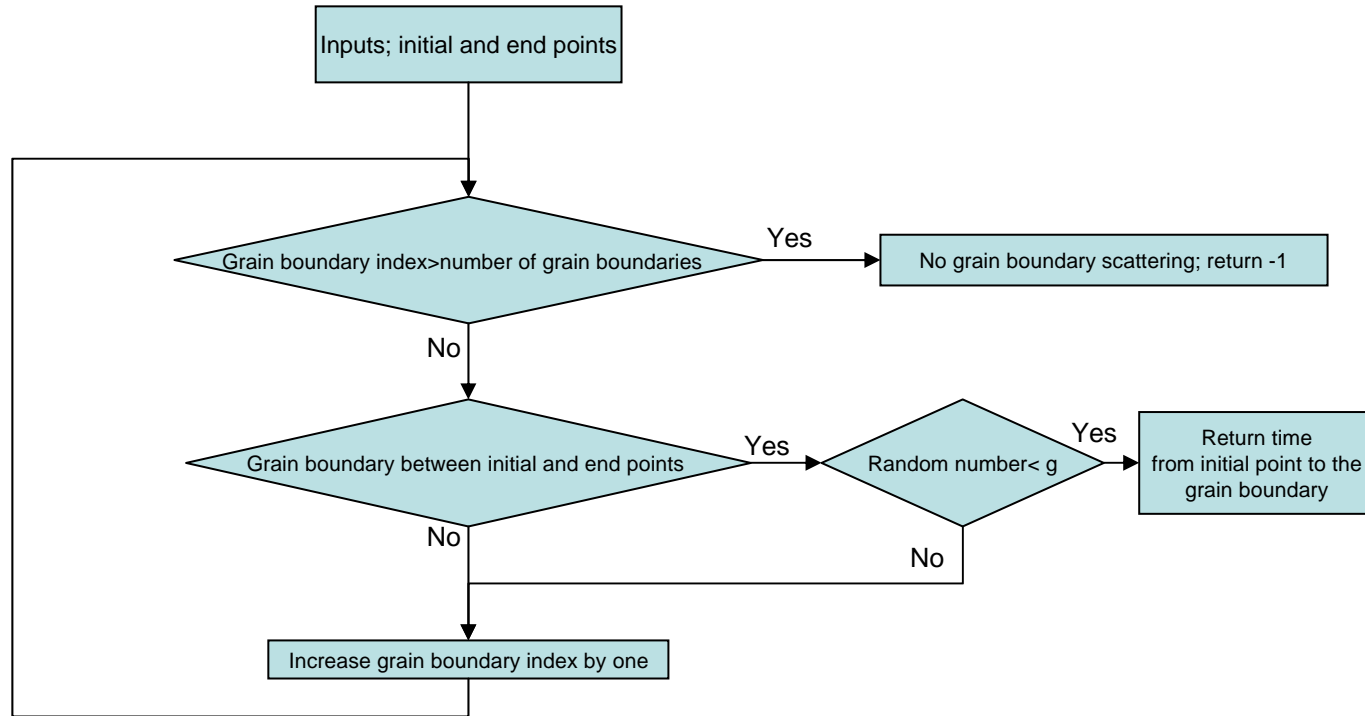 Inputs; initial and end points
Grain boundary index>number of grain boundaries
Yes
No grain boundary scattering; return -1
No
Grain boundary between initial and end points
Yes
Random number< g
Yes
Return time
from initial point to the
grain boundary
No
No
Increase grain boundary index by one